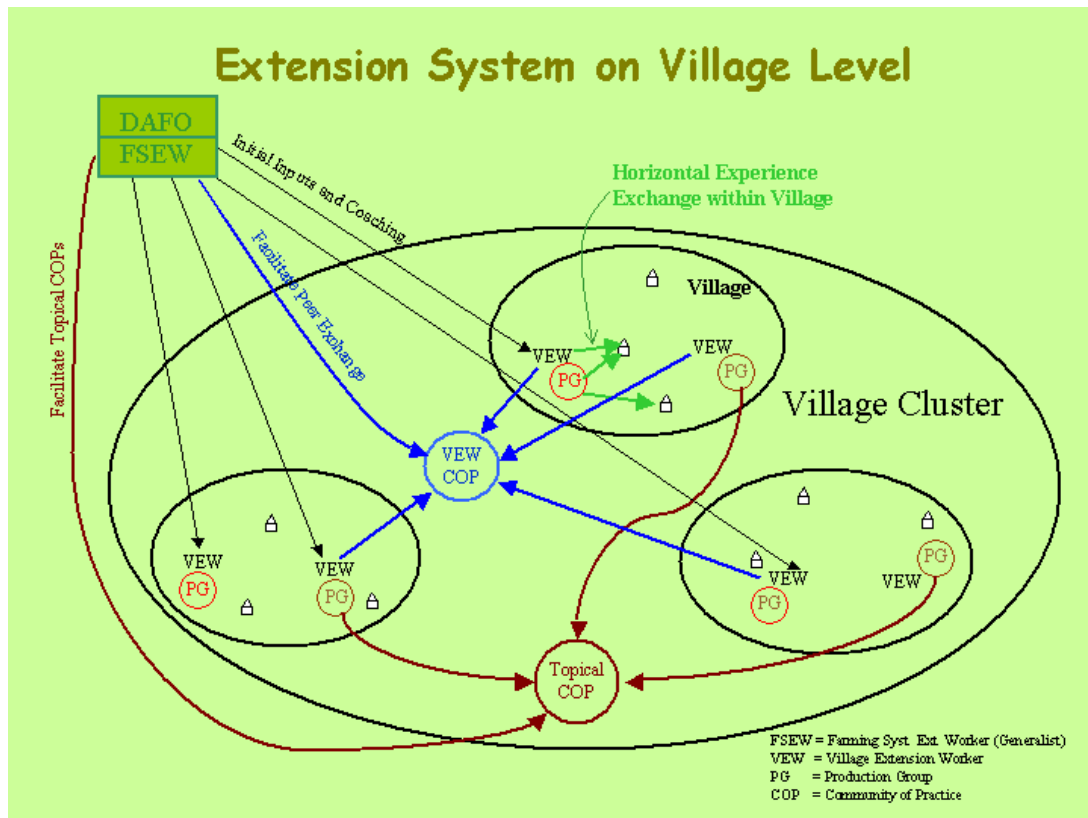 Extension System on Village Level
DAFO
FSEW
Initial Inputs and Coaching
Horizontal Experience
Exchange within Village
Facilitate Peer Exchange
Facilitate Topical COPs
Village
VEW
PG
VEW
PG
Village Cluster
VEW
COP
VEW
PG
VEW
PG
VEW
PG
PG
VEW
Topical
COP
FSEW = Farming Syst. Ext. Worker (Generalist)
VEW = Village Extension Worker
PG = Production Group
COP = Community of Practice